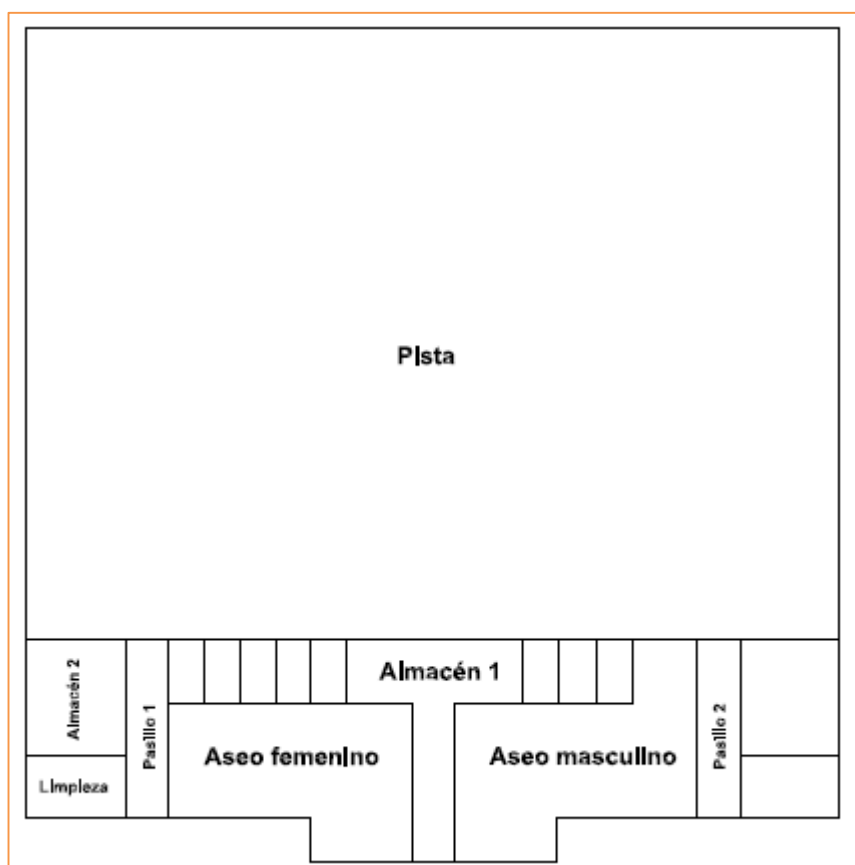 Pista
Almacén 2
Pasillo 1
Almacén 1
Pasillo 2
Aseo femenino
Aseo masculino
Limpieza